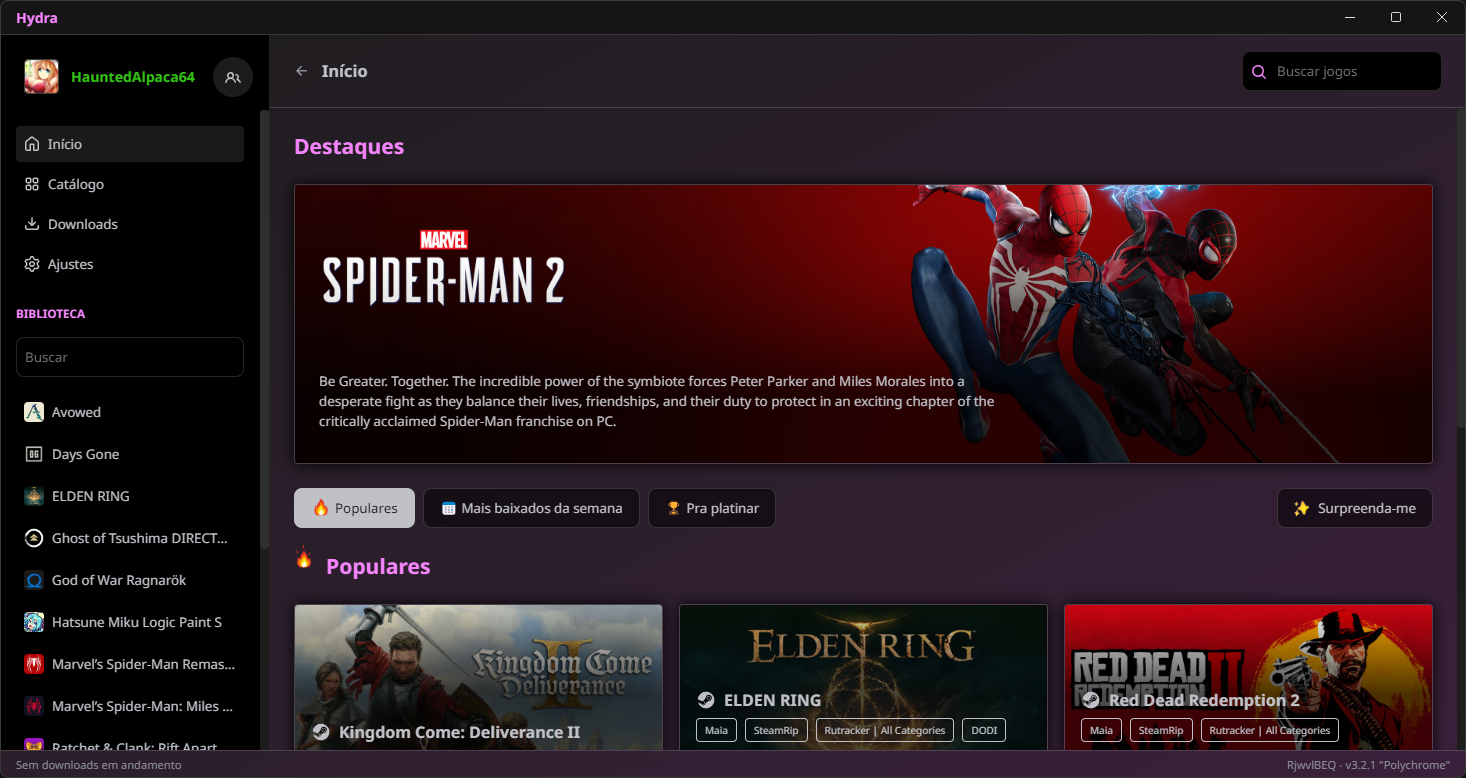 Hydra
HauntedAlpaca64
Início
Buscar jogos
Início
Catálogo
Downloads
Ajustes
BIBLIOTECA
Buscar
Avowed
Days Gone
ELDEN RING
Ghost of Tsushima DIRECT...
God of War Ragnarök
Hatsune Miku Logic Paint S
Marvel's Spider-Man Remas...
Marvel's Spider-Man: Miles ...
Ratchet & Clank: Rift Apart
Destaques
MARVEL
SPIDER-MAN 2
Be Greater. Together. The incredible power of the symbiote forces Peter Parker and Miles Morales into a
desperate fight as they balance their lives, friendships, and their duty to protect in an exciting chapter of the
critically acclaimed Spider-Man franchise on PC.
Populares
Mais baixados da semana
Pra platinar
Surpreenda-me
Populares
Kingdom Come
Deliverance
II
Kingdom Come: Deliverance II
ELDEN RING
ELDEN RING
Maia
SteamRip
Rutracker | All Categories
DODI
RED DEAD
REDEMPTION
II
Red Dead Redemption 2
Maia
SteamRip
Rutracker | All Categories
Sem downloads em andamento
RjwvlBEQ - v3.2.1 "Polychrome"